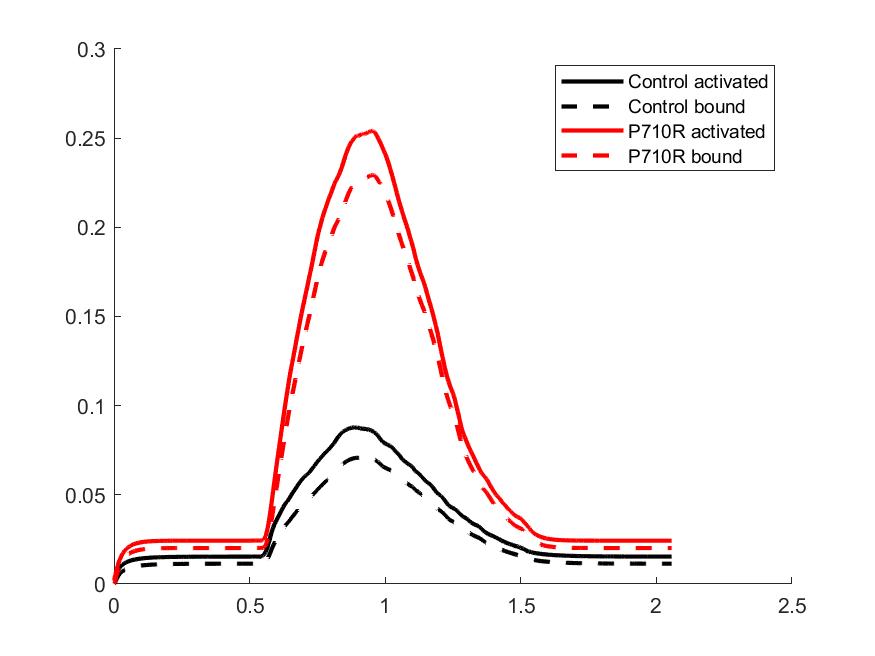 0.3
0.25
0.2
0.15
0.1
0.05
0
0 0.5 1 1.5 2 2.5
Control activated
Control bound
P710R activated
P710R bound